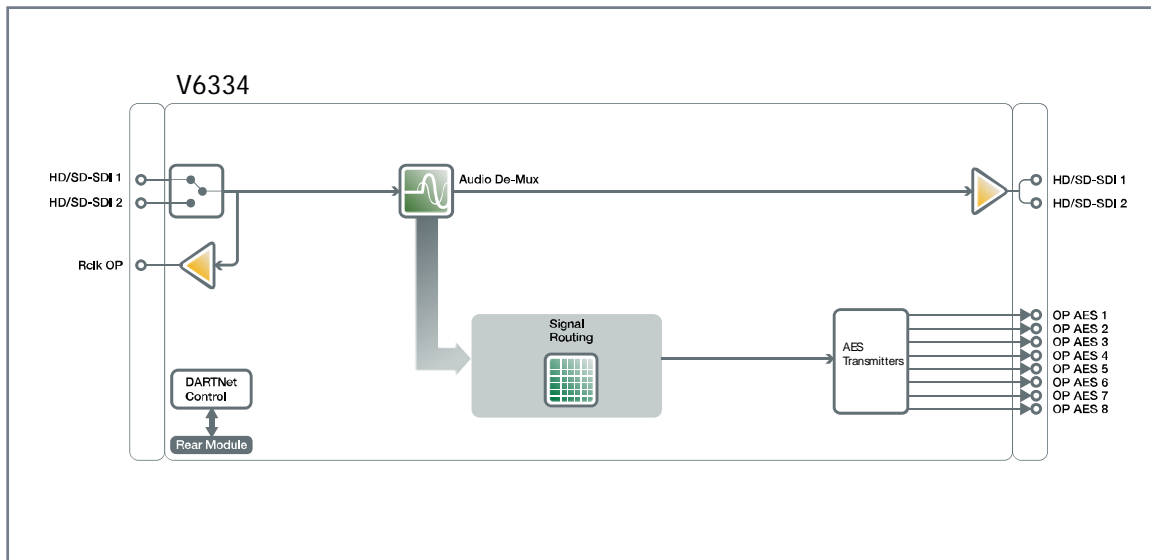 V6334
HD/SD-SDI 1
HD/SD-SDI 2
Rclk OP
Audio De-Mux
HD/SD-SDI 1
HD/SD-SDI 2
Signal
Routing
AES
Transmitters
OP AES 1
OP AES 2
OP AES 3
OP AES 4
OP AES 5
OP AES 6
OP AES 7
OP AES 8
DARTNet
Control
Rear Module